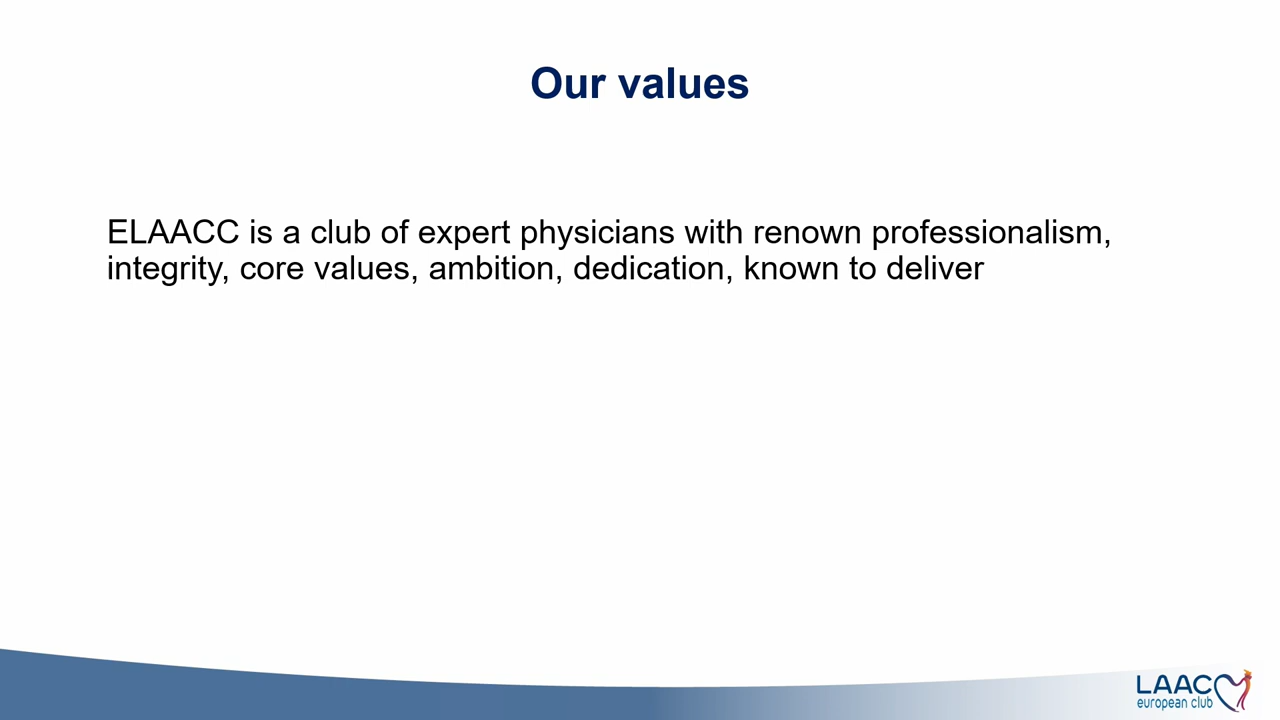 Our values
ELAACC is a club of expert physicians with renown professionalism,
integrity, core values, ambition, dedication, known to deliver
LAAC
european club